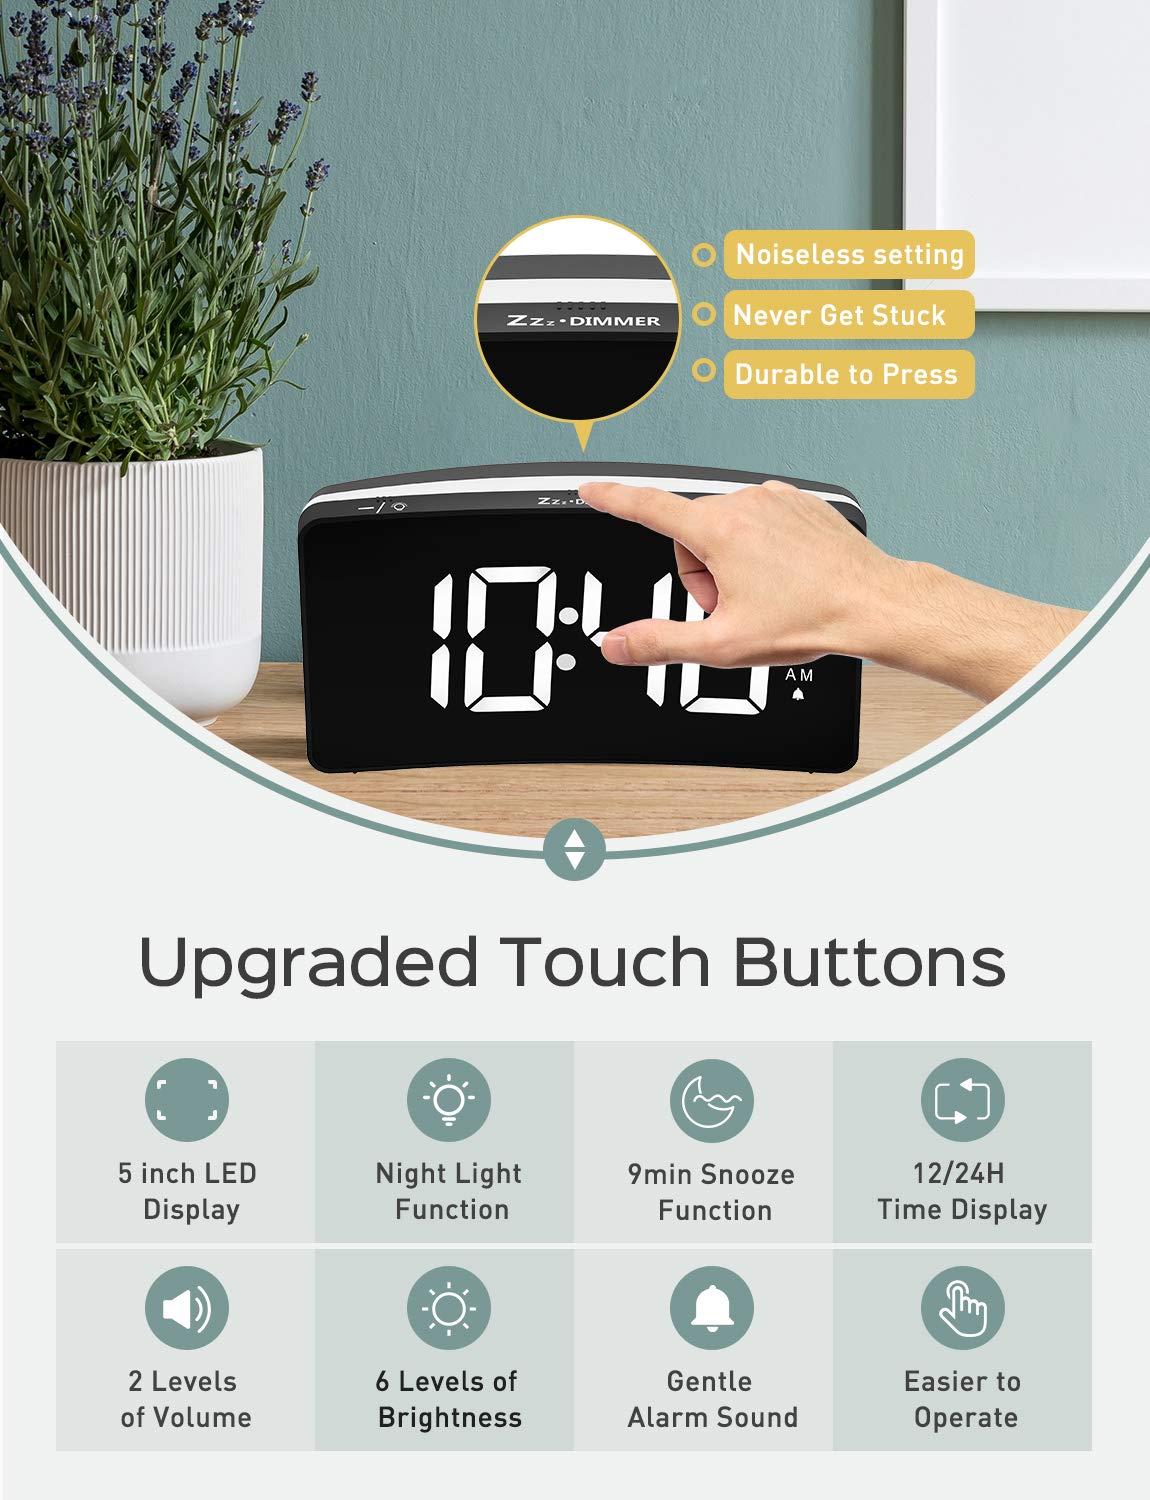 Noiseless setting
Zzz•DIMMER
Never Get Stuck
Durable to Press
Zzz•D
10:40
AM
Upgraded Touch Buttons
5 inch LED
Display
Night Light
Function
9min Snooze
Function
12/24H
Time Display
2 Levels
of Volume
6 Levels of
Brightness
Gentle
Alarm Sound
Easier to
Operate